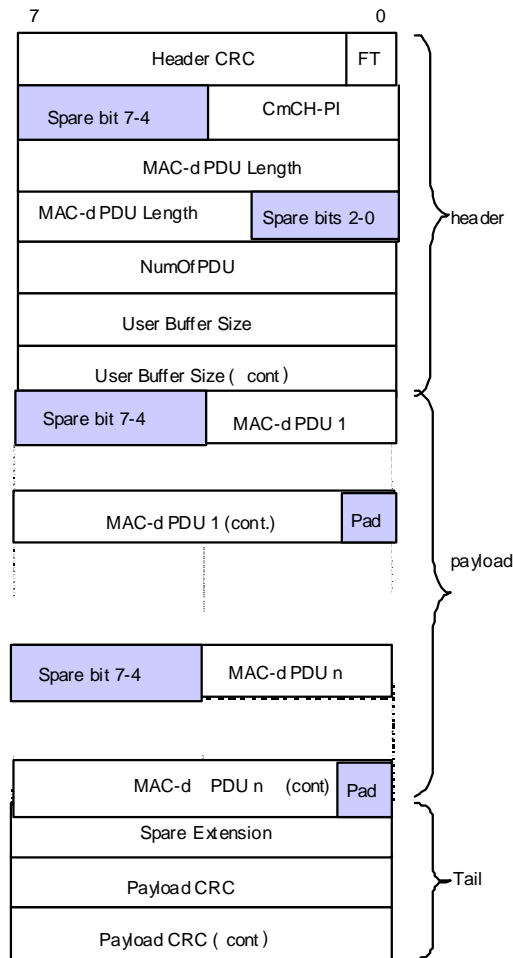 7 0
Header CRC FT
Spare bit 7-4 CmCH-PI
MAC-d PDU Length
MAC-d PDU Length Spare bits 2-0
header
NumOfPDU
User Buffer Size
User Buffer Size ( cont)
Spare bit 7-4 MAC-d PDU 1
MAC-d PDU 1 (cont.) Pad
payload
Spare bit 7-4 MAC-d PDU n
MAC-d PDU n (cont) Pad
Spare Extension
Payload CRC
Tail
Payload CRC ( cont)